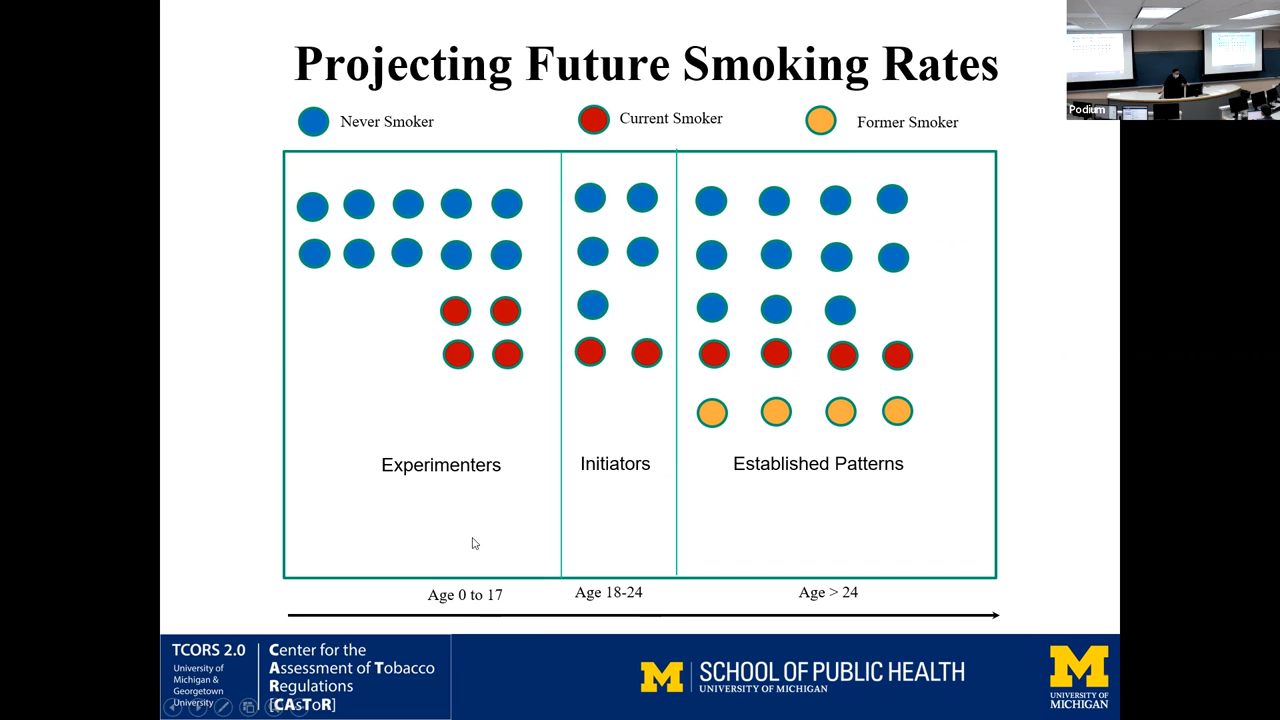 Projecting Future Smoking Rates
Never Smoker
Current Smoker
Former Smoker
Podium
Experimenters
Initiators
Established Patterns
Age 0 to 17
Age 18-24
Age > 24
TCORS 2.0
University of
Michigan &
Georgetown
University
Center for the
Assessment of Tobacco
Regulations
[CAsToR]
M
SCHOOL OF PUBLIC HEALTH
UNIVERSITY OF MICHIGAN
M
UNIVERSITY OF
MICHIGAN